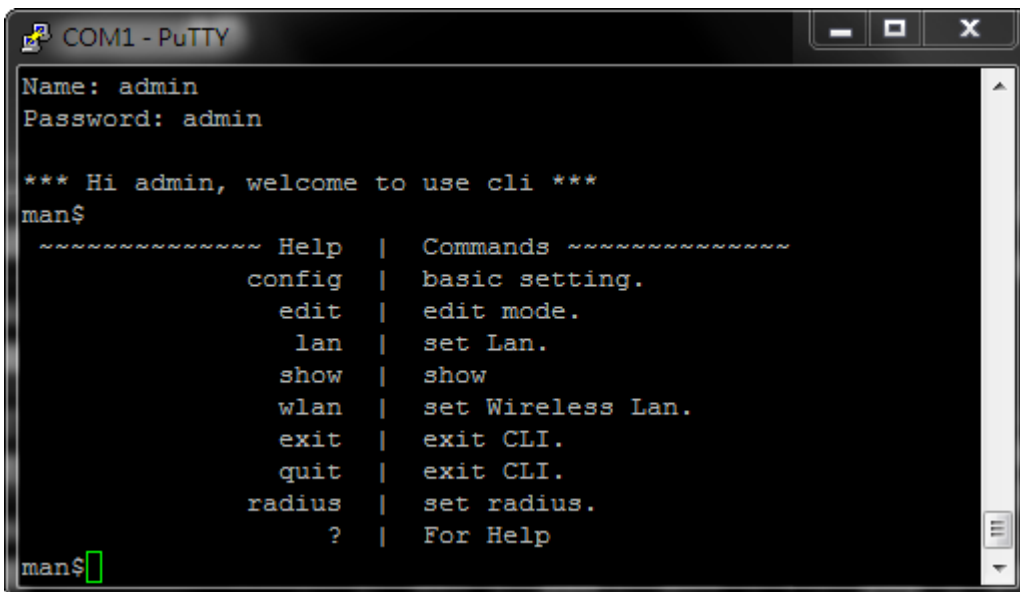 COM1 - PuTTY
Name: admin
Password: admin
*** Hi admin, welcome to use cli ***
man$
~~~~~~~~~~~~~~ Help | Commands ~~~~~~~~~~~~~~
config | basic setting.
edit | edit mode.
lan | set Lan.
show | show
wlan | set Wireless Lan.
exit | exit CLI.
quit | exit CLI.
radius | set radius.
? | For Help
man$